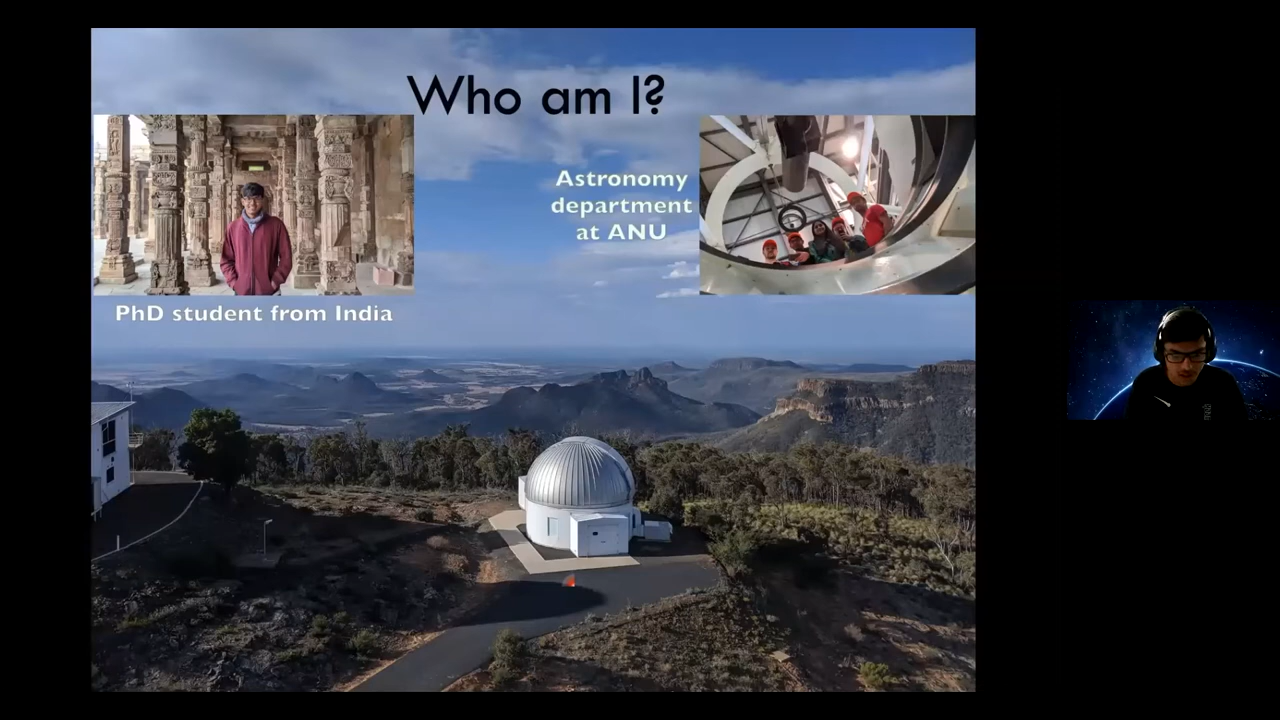 Who am I?
Astronomy
department
at ANU
PhD student from India